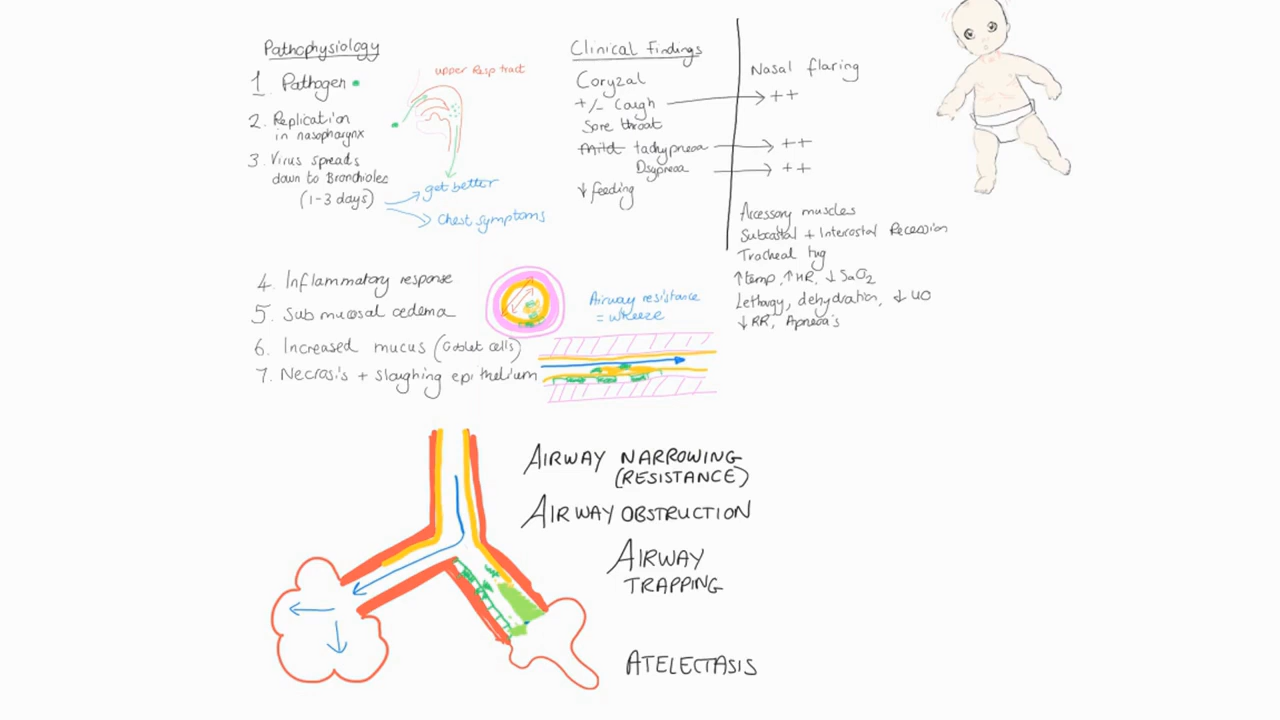 Pathophysiology
1. Pathogen
2. Replication
in nasopharynx
3. Virus spreads
down to Bronchioles
(1-3 days)
upper Resp tract
get better
Chest symptoms
4. Inflammatory response
5. Sub mucosal oedema
6. Increased mucus (Goblet cells)
7. Necrosis + sloughing epithelium
Airway resistance
= wheeze
Clinical Findings
Coryzal
+/- Cough
Sore throat
Mild tachypnoea
Dsypnoea
↓ feeding
Nasal flaring
++
++
++
Accessory muscles
Subcostal + Intercostal Recession
Tracheal tug
↑temp, ↑HR, ↓SaO2
Lethargy, dehydration, ↓ UO
↓RR, Apnoea's
AIRWAY NARROWING
(RESISTANCE)
AIRWAY OBSTRUCTION
AIRWAY
TRAPPING
ATELECTASIS